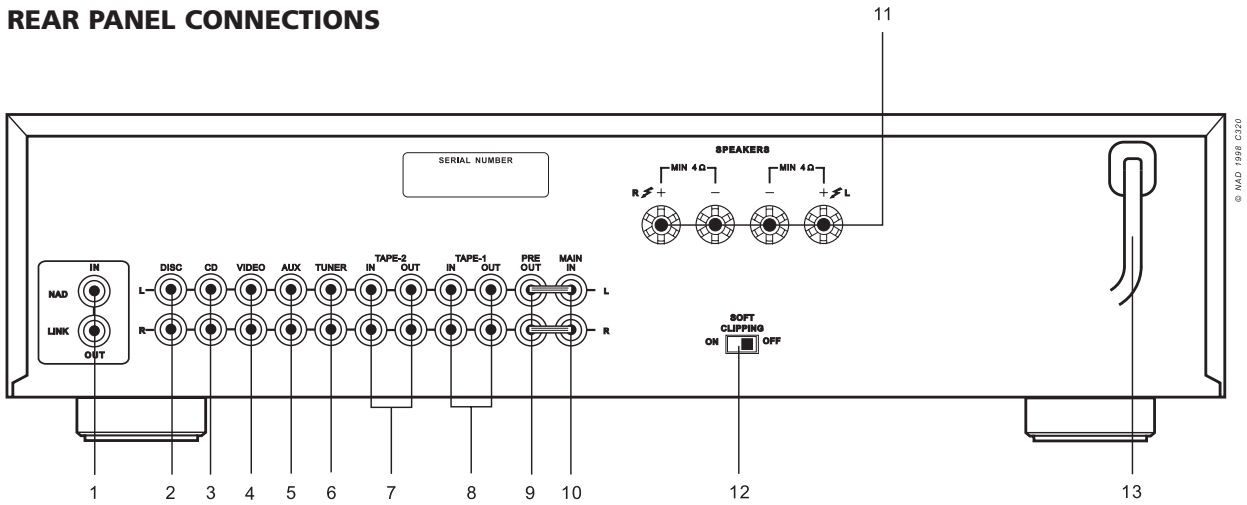 REAR PANEL CONNECTIONS
11
© NAD 1998 C320
SERIAL NUMBER
SPEAKERS
MIN 4Ω MIN 4Ω
R + − − + L
IN
NAD
LINK
OUT
DISC CD VIDEO AUX TUNER TAPE-2 TAPE-1 PRE MAIN
IN OUT IN OUT OUT IN
L L
R R
SOFT
CLIPPING
ON OFF
1 2 3 4 5 6 7 8 9 10 12 13